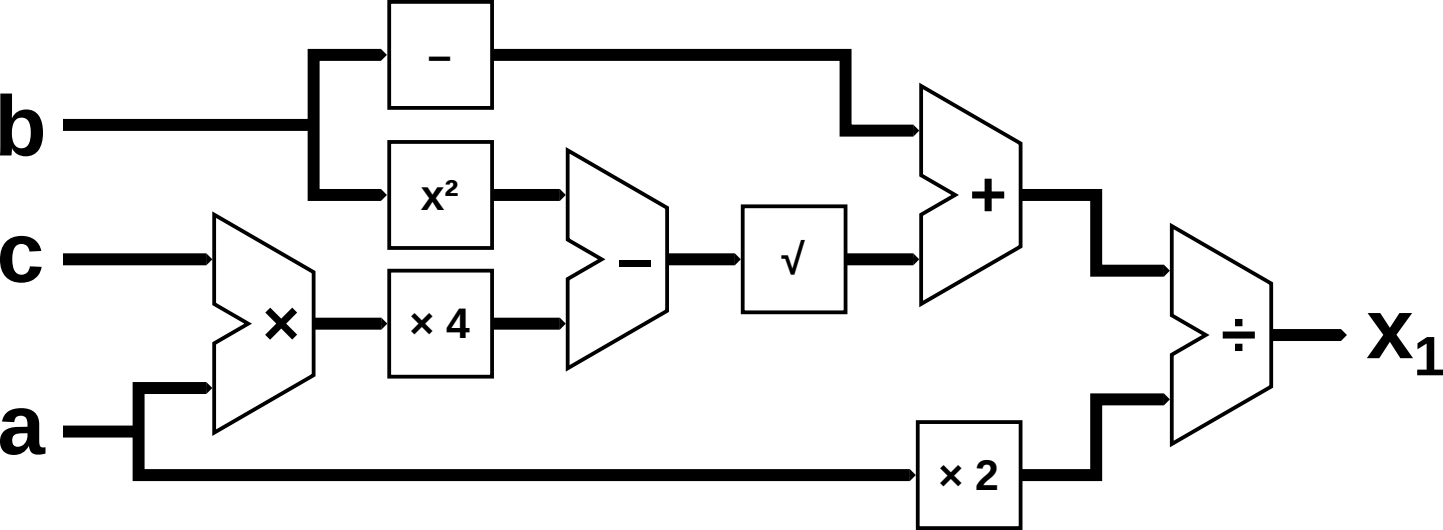 –
b
x²
+
c
–
√
×
× 4
÷
x₁
a
× 2